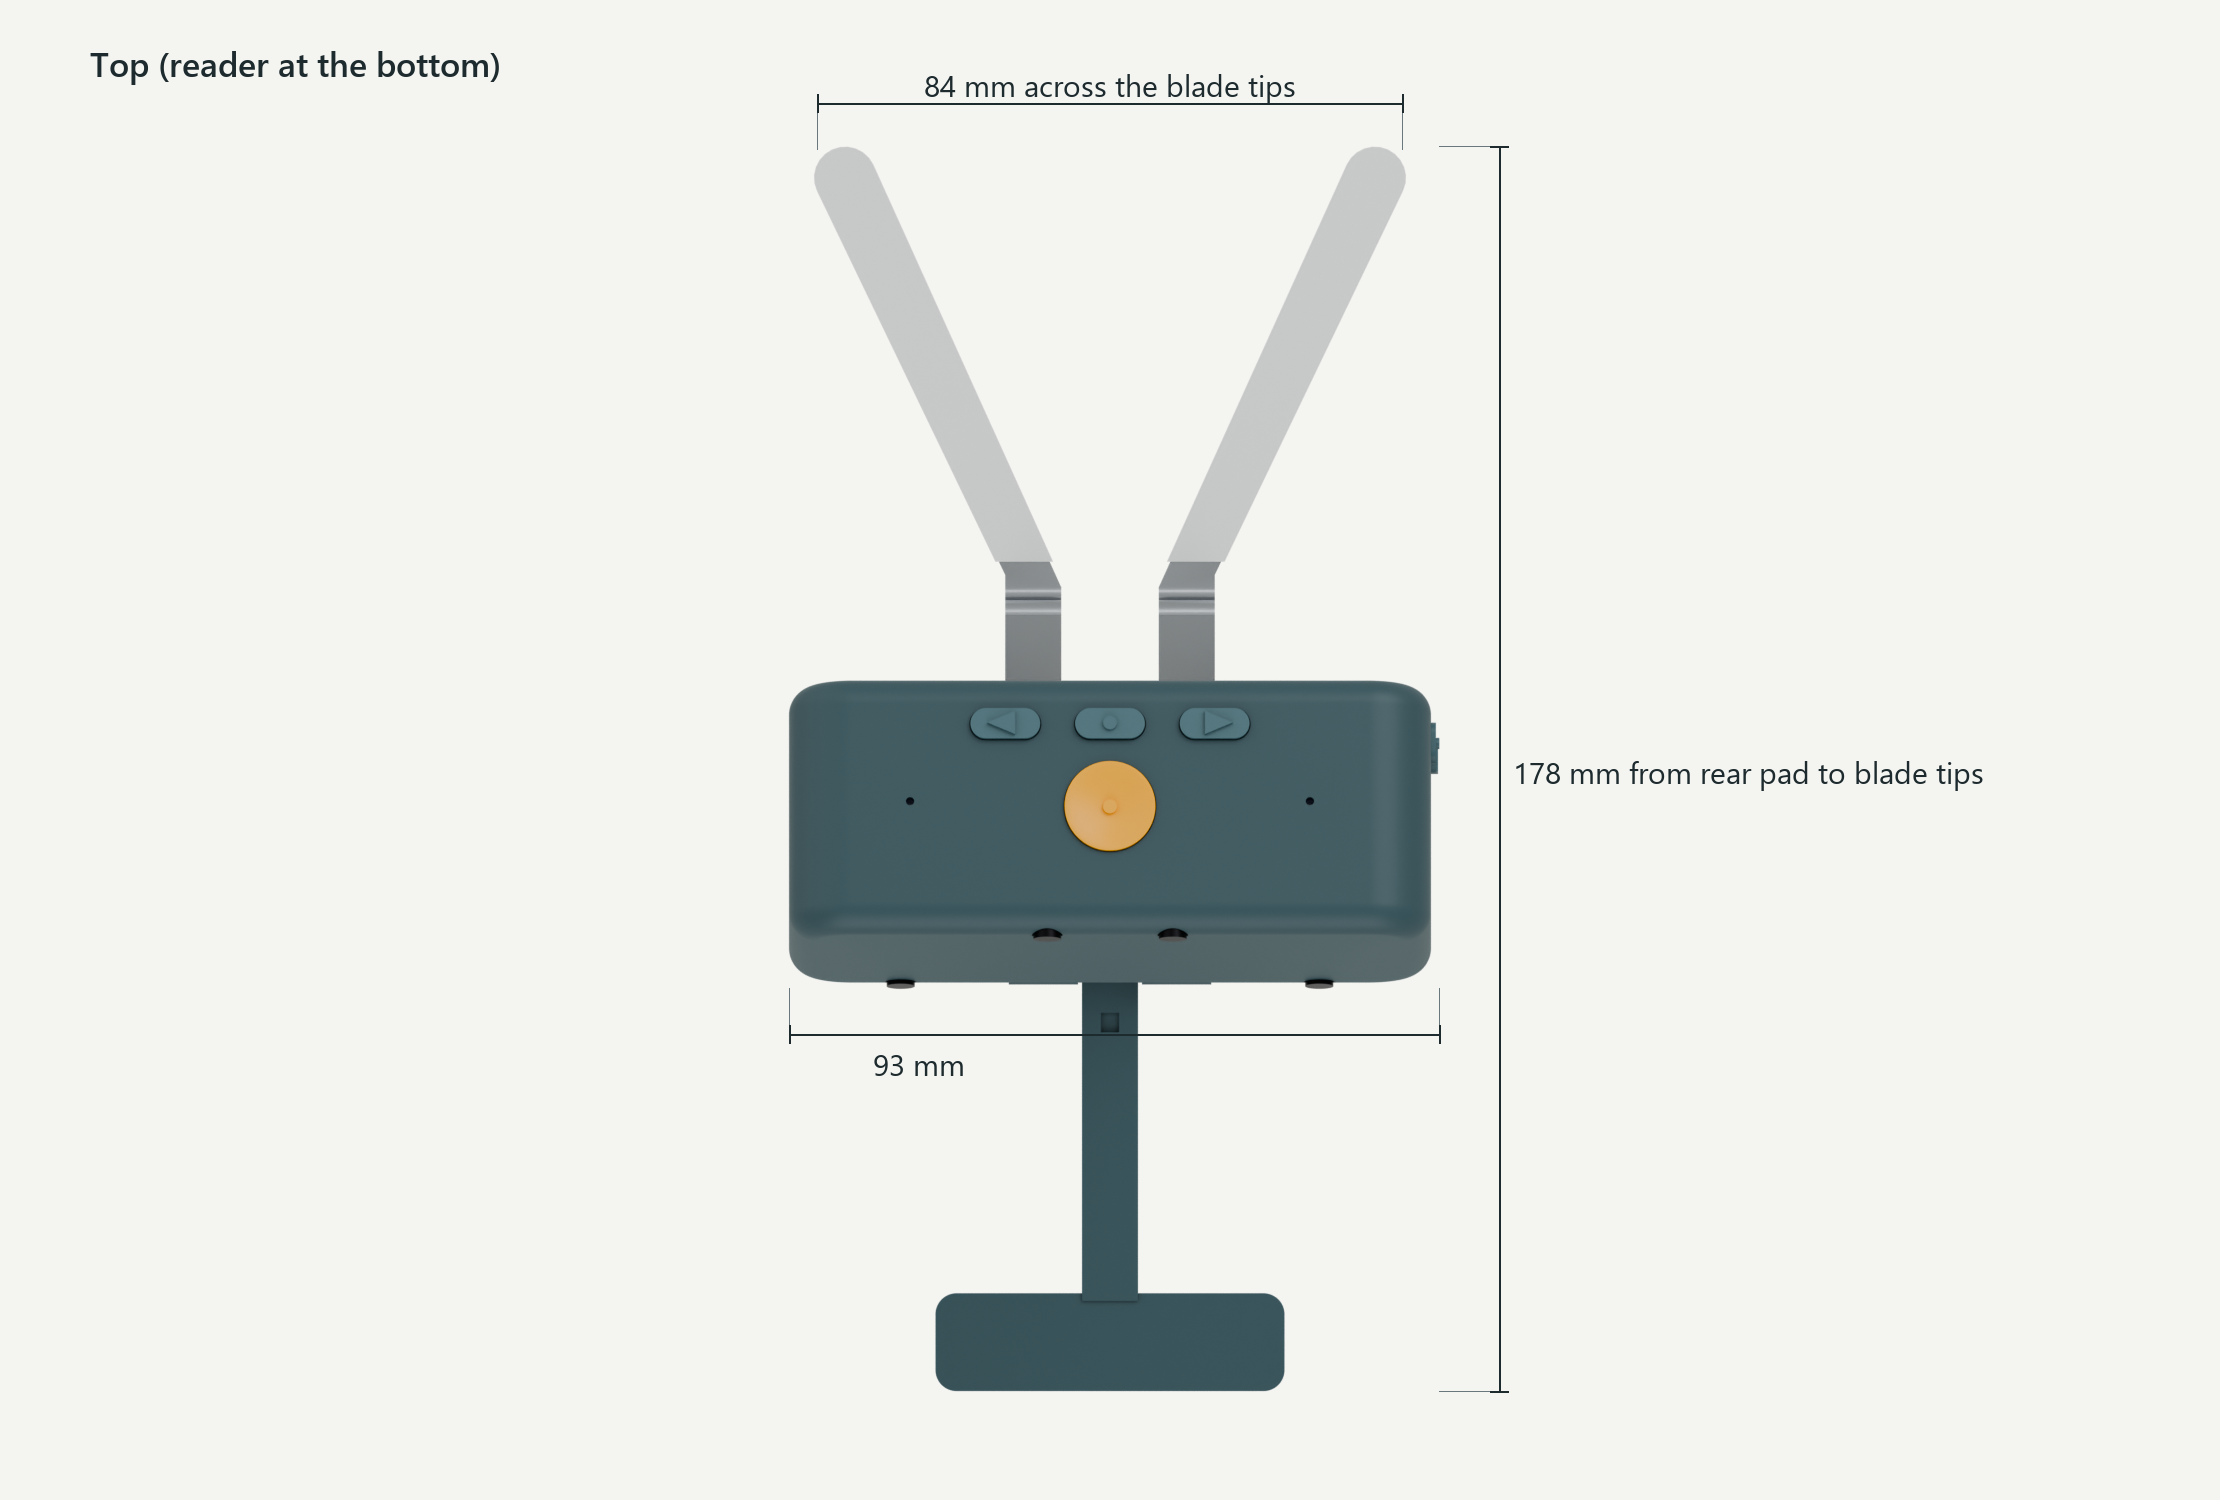 Top (reader at the bottom)
84 mm across the blade tips
178 mm from rear pad to blade tips
93 mm